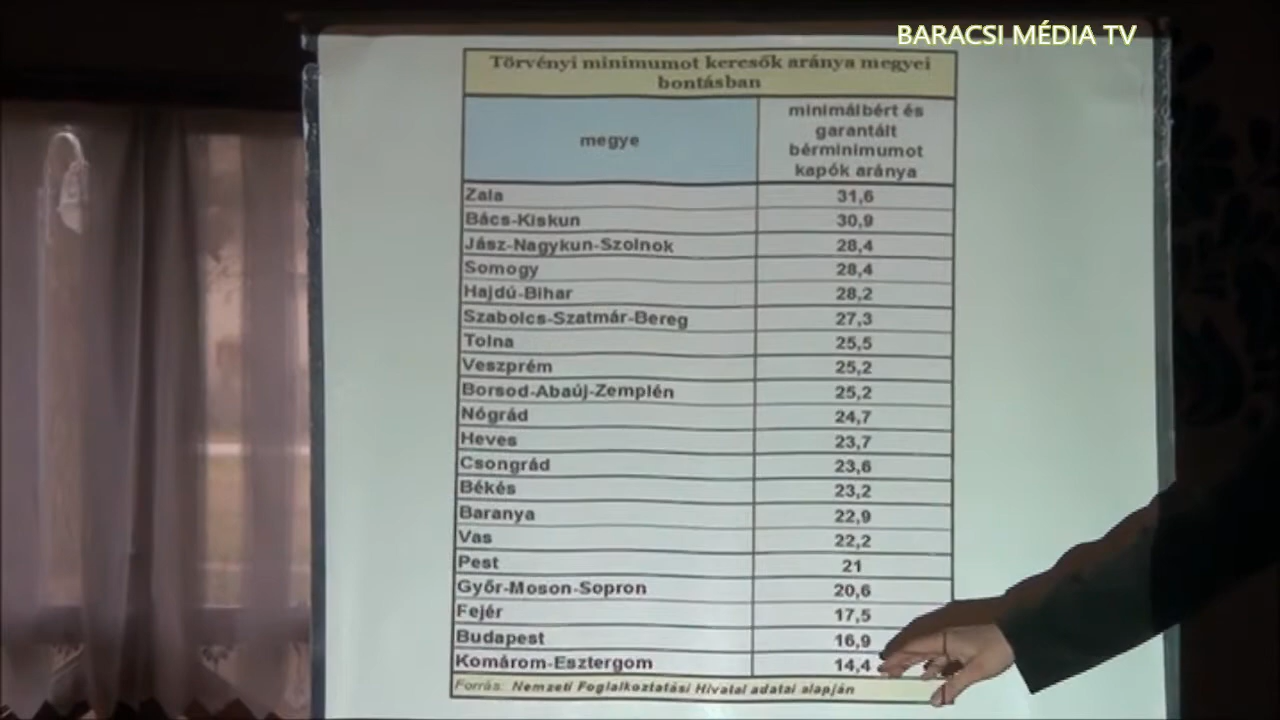 BARACSI MÉDIA TV
Törvényi minimumot keresők aránya megyei
bontásban
megye
minimálbért és
garantált
bérminimumot
kapók aránya
Zala 31,6
Bács-Kiskun 30,9
Jász-Nagykun-Szolnok 28,4
Somogy 28,4
Hajdú-Bihar 28,2
Szabolcs-Szatmár-Bereg 27,3
Tolna 25,5
Veszprém 25,2
Borsod-Abaúj-Zemplén 25,2
Nógrád 24,7
Heves 23,7
Csongrád 23,6
Békés 23,2
Baranya 22,9
Vas 22,2
Pest 21
Győr-Moson-Sopron 20,6
Fejér 17,5
Budapest 16,9
Komárom-Esztergom 14,4
Forrás: Nemzeti Foglalkoztatási Hivatal adatai alapján